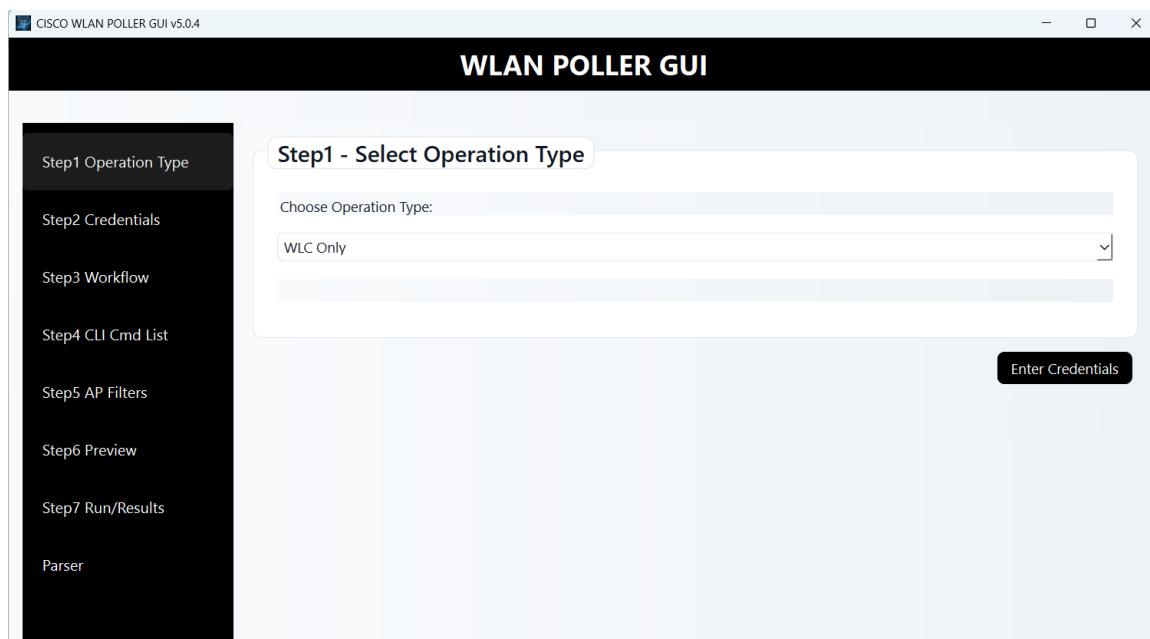 CISCO WLAN POLLER GUI v5.0.4
WLAN POLLER GUI
Step1 Operation Type
Step2 Credentials
Step3 Workflow
Step4 CLI Cmd List
Step5 AP Filters
Step6 Preview
Step7 Run/Results
Parser
Step1 - Select Operation Type
Choose Operation Type:
WLC Only
Enter Credentials